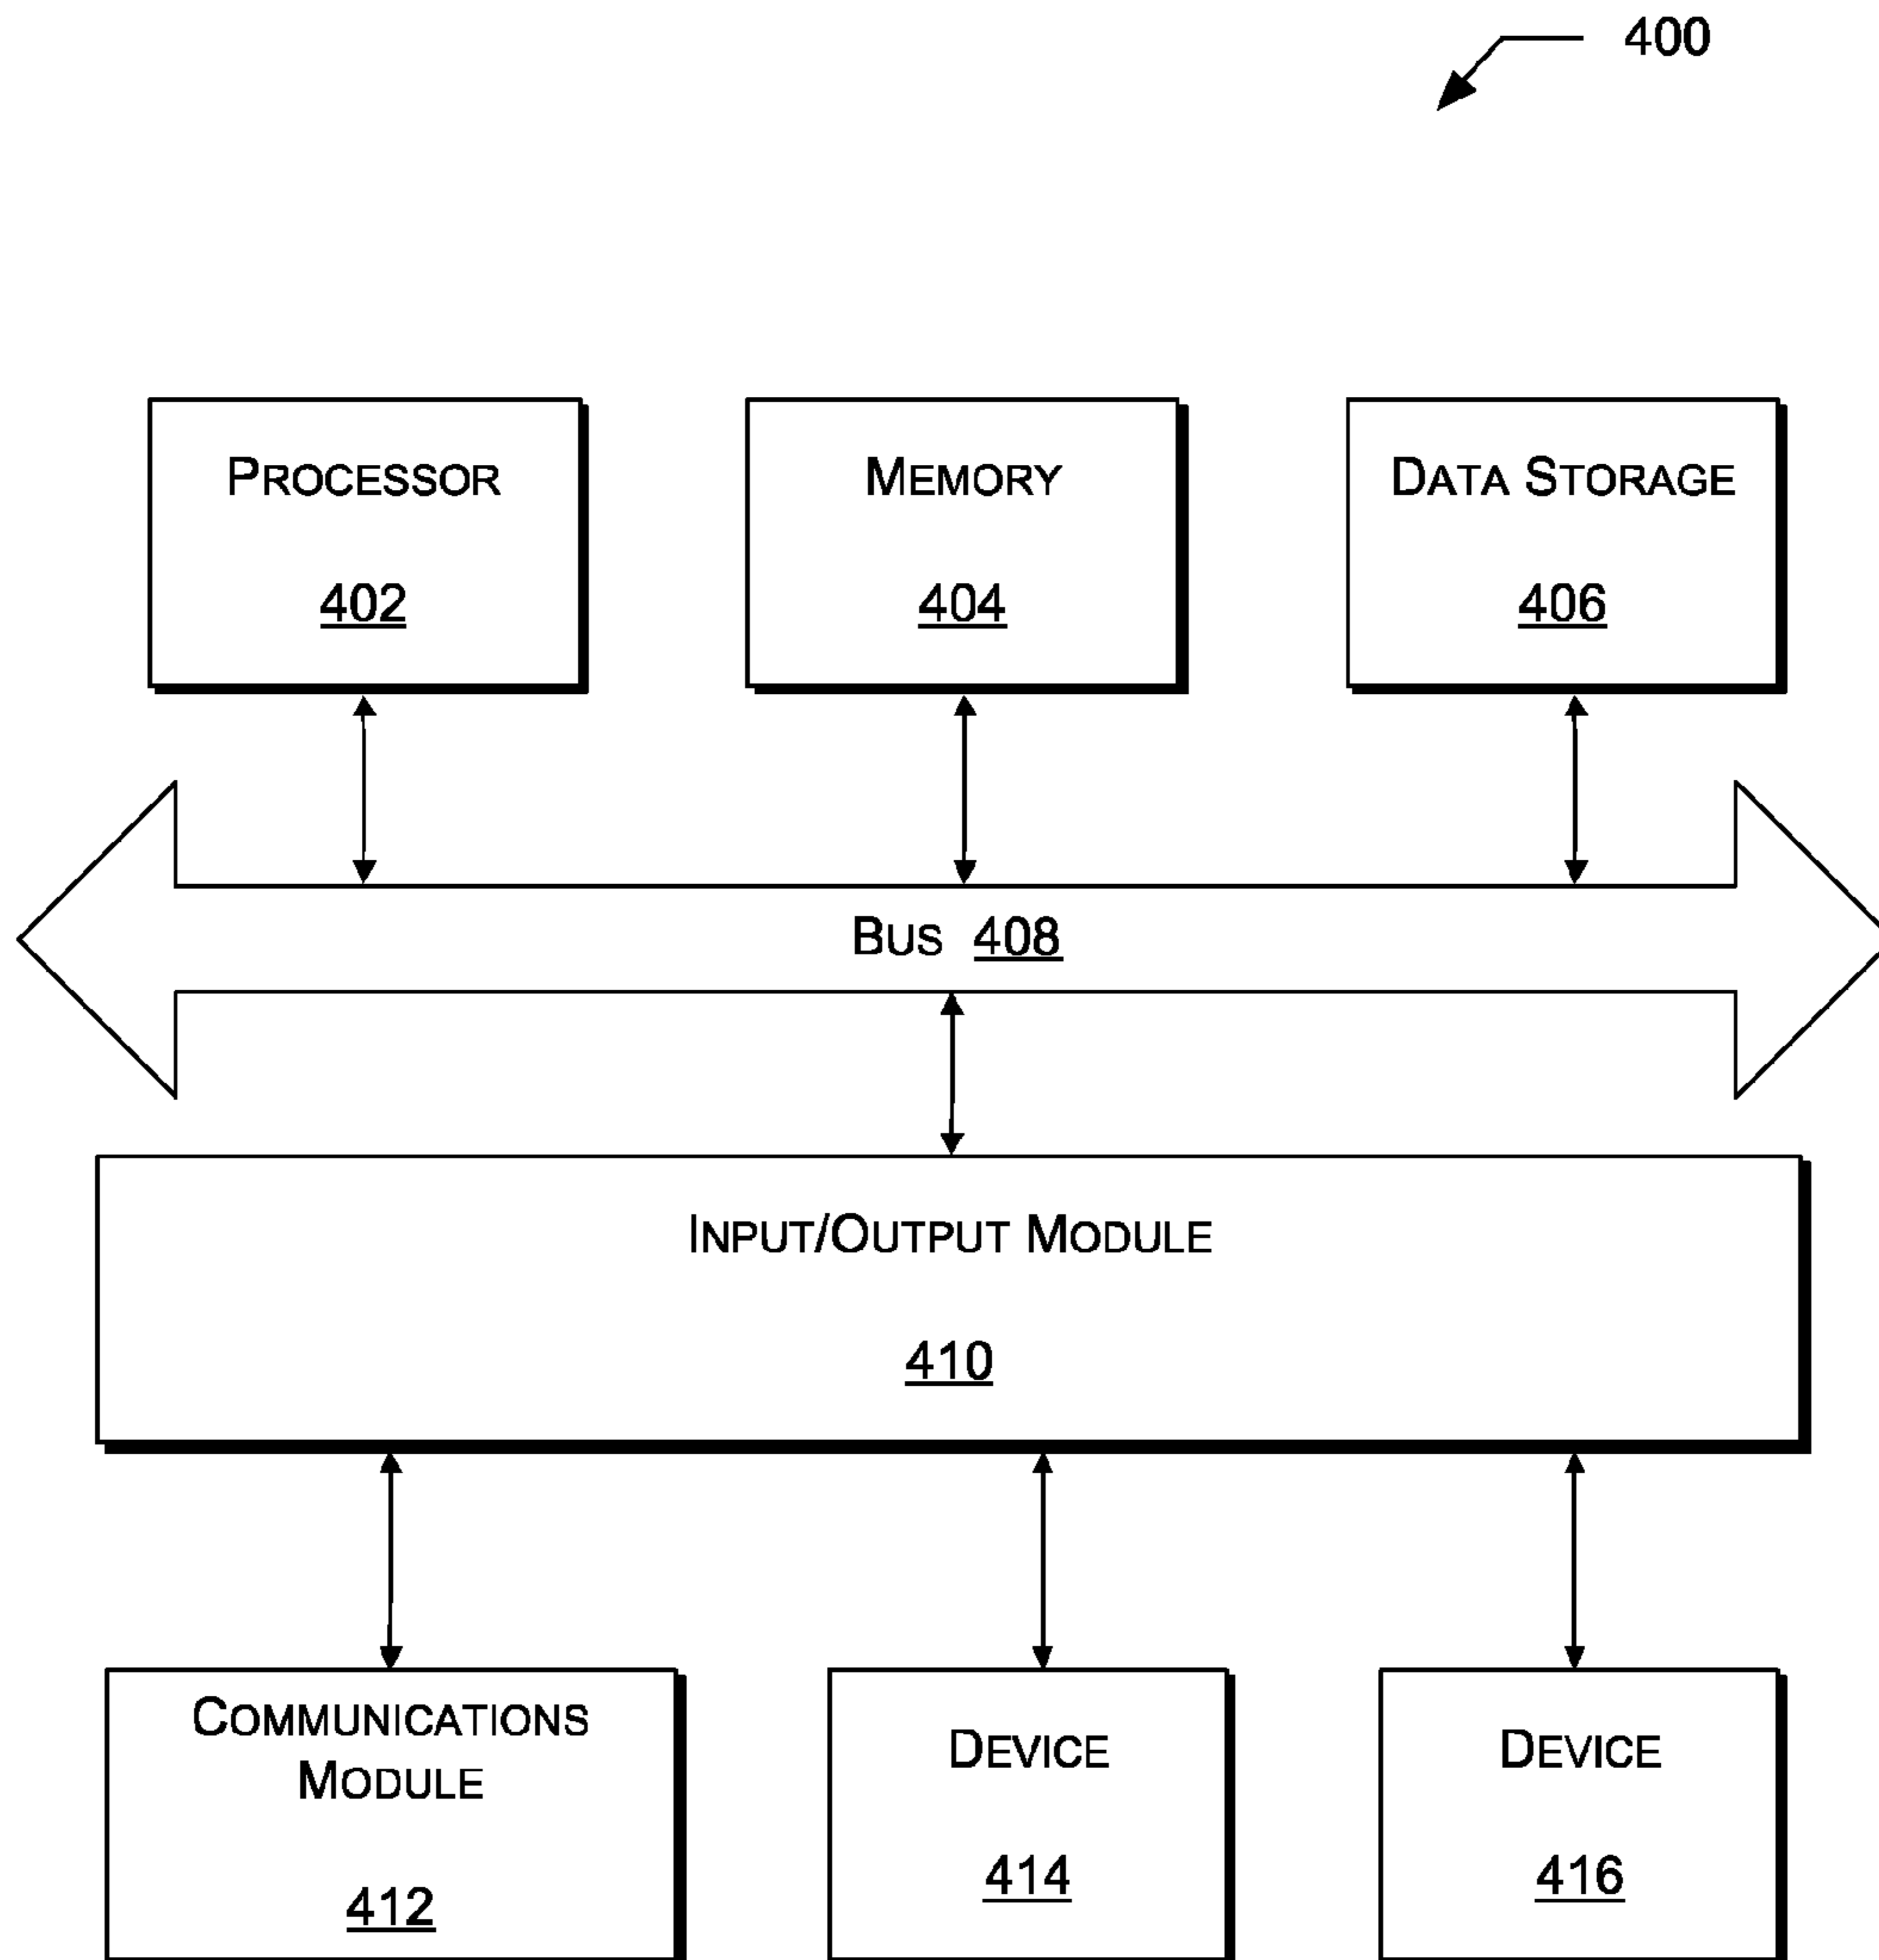 400
PROCESSOR
402
MEMORY
404
DATA STORAGE
406
BUS 408
INPUT/OUTPUT MODULE
410
COMMUNICATIONS
MODULE
412
DEVICE
414
DEVICE
416